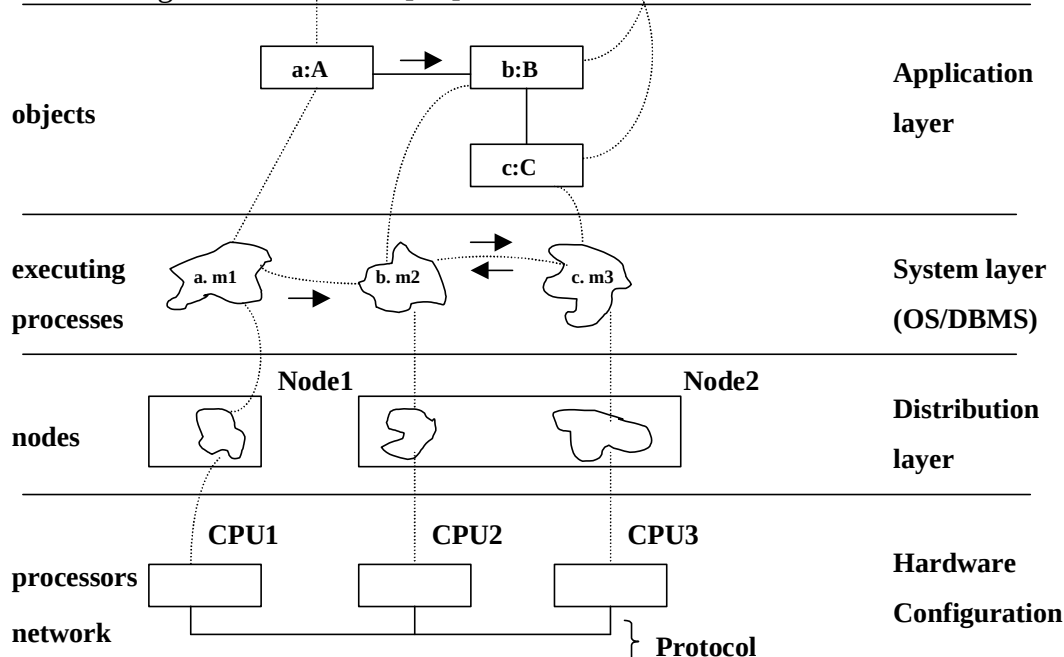 a:A
b:B
Application
layer
objects
c:C
executing
processes
a. m1
b. m2
c. m3
System layer
(OS/DBMS)
Node1
Node2
nodes
Distribution
layer
CPU1
CPU2
CPU3
processors
network
Hardware
Configuration
Protocol